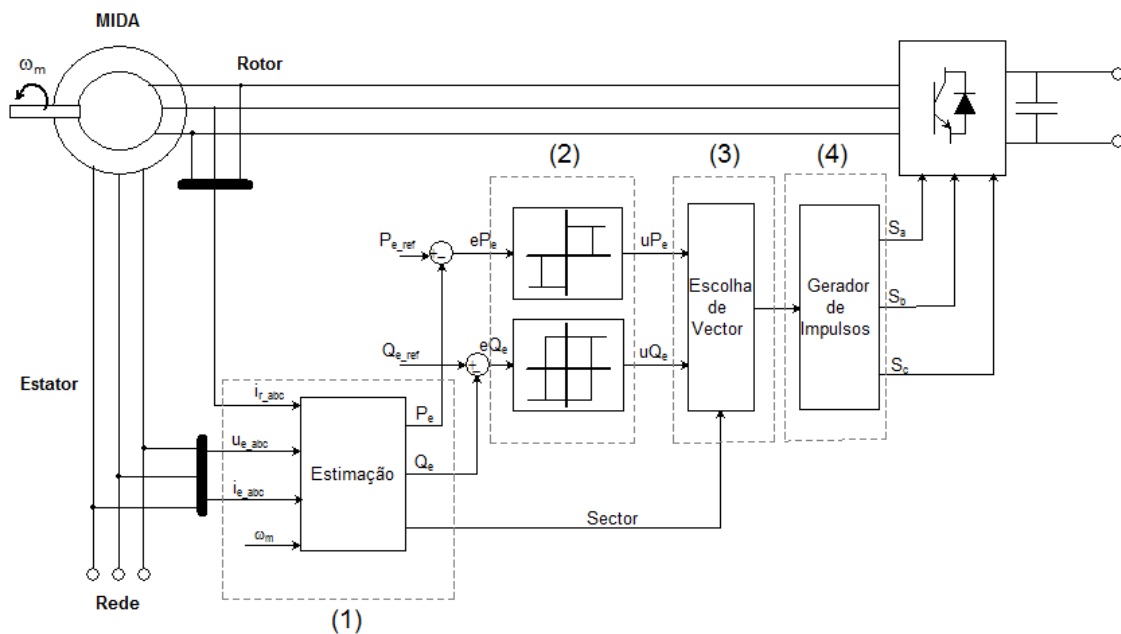 MIDA
ωm
Rotor
(2)
(3)
(4)
Pe_ref
+
−
ePe
uPe
Escolha
de
Vector
Gerador
de
Impulsos
Sa
Sb
Sc
Qe_ref
+
−
eQe
uQe
Estator
ir_abc
ue_abc
ie_abc
ωm
Estimação
Pe
Qe
Sector
Rede
(1)